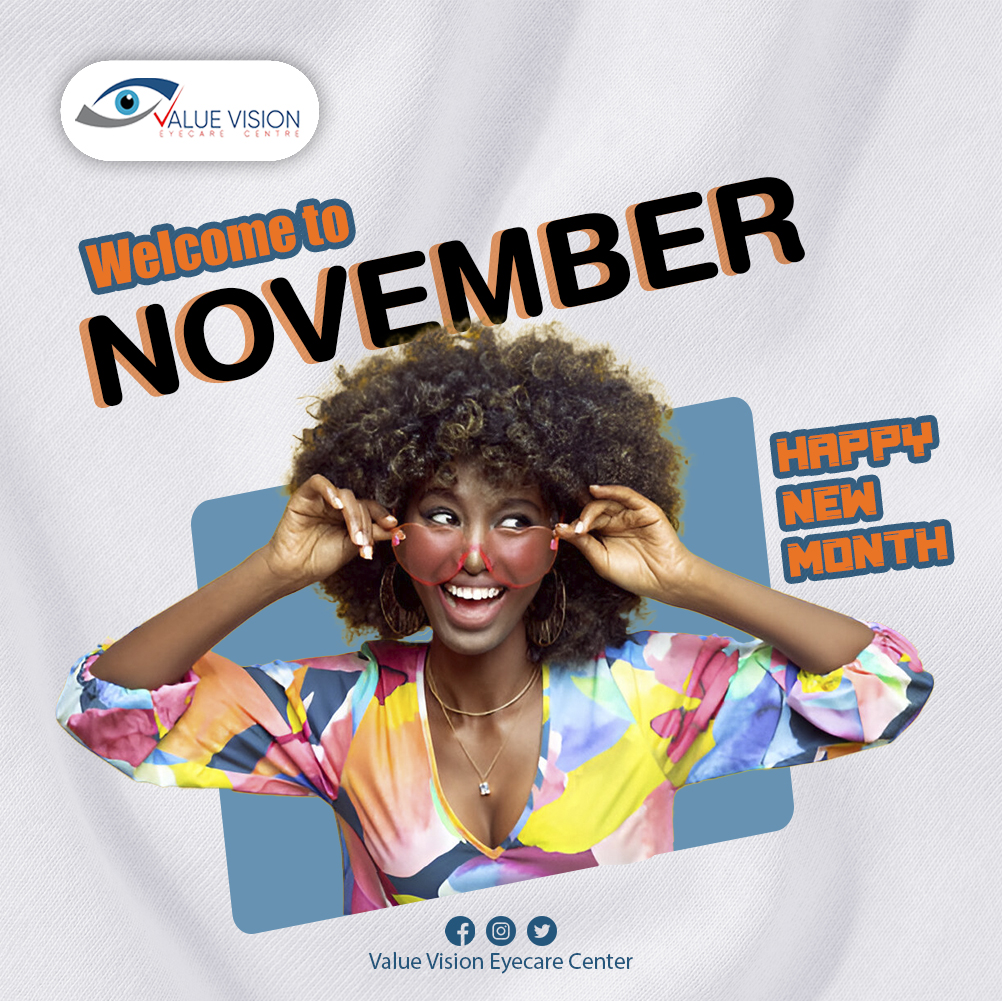 VALUE VISION
EYECARE CENTRE
Welcome to
NOVEMBER
HAPPY
NEW
MONTH
Value Vision Eyecare Center